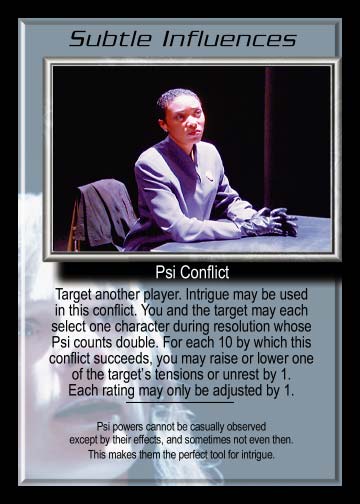 Subtle Influences
Psi Conflict
Target another player. Intrigue may be used
in this conflict. You and the target may each
select one character during resolution whose
Psi counts double. For each 10 by which this
conflict succeeds, you may raise or lower one
of the target's tensions or unrest by 1.
Each rating may only be adjusted by 1.
Psi powers cannot be casually observed
except by their effects, and sometimes not even then.
This makes them the perfect tool for intrigue.